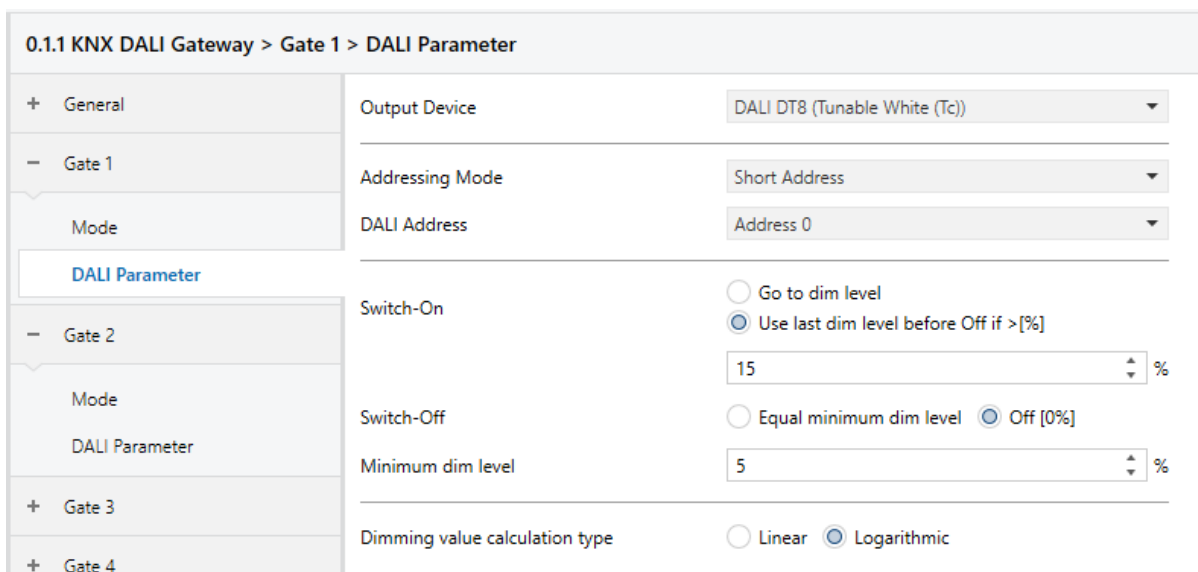 0.1.1 KNX DALI Gateway > Gate 1 > DALI Parameter
+ General
− Gate 1
Mode
DALI Parameter
− Gate 2
Mode
DALI Parameter
+ Gate 3
+ Gate 4
Output Device DALI DT8 (Tunable White (Tc))
Addressing Mode Short Address
DALI Address Address 0
Switch-On Go to dim level
Use last dim level before Off if >[%]
15 %
Switch-Off Equal minimum dim level Off [0%]
Minimum dim level 5 %
Dimming value calculation type Linear Logarithmic